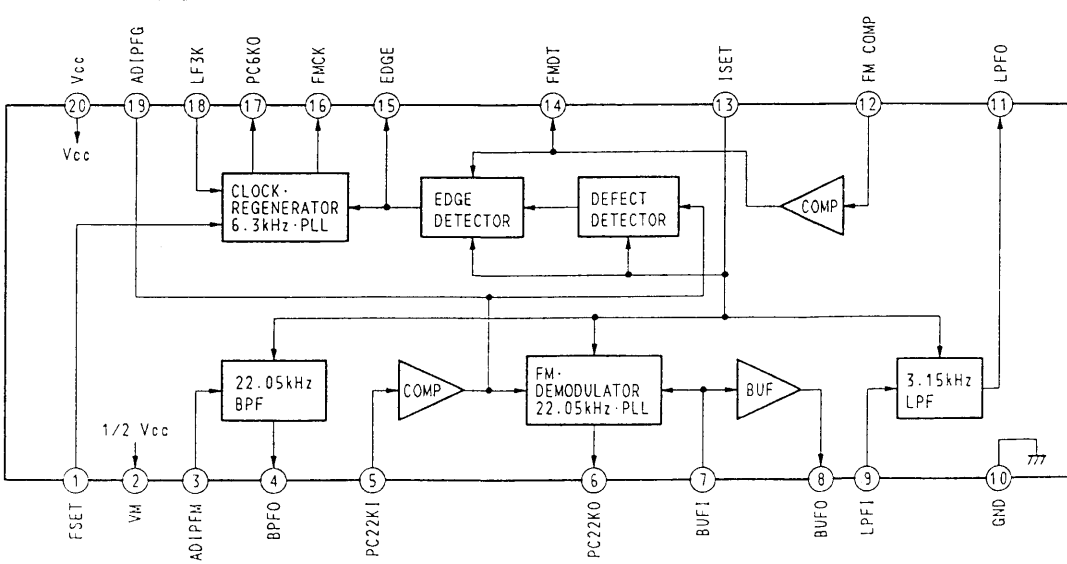 Vcc
ADIPFG
LF3K
PC6KO
FMCK
EDGE
FMDT
ISET
FM COMP
LPFO
20
19
18
17
16
15
14
13
12
11
Vcc
CLOCK·
REGENERATOR
6.3kHz·PLL
EDGE
DETECTOR
DEFECT
DETECTOR
COMP
22.05kHz
BPF
COMP
FM·
DEMODULATOR
22.05kHz·PLL
BUF
3.15kHz
LPF
1/2 Vcc
1
2
3
4
5
6
7
8
9
10
FSET
VM
ADIPFM
BPFO
PC22KI
PC22KO
BUFI
BUFO
LPFI
GND